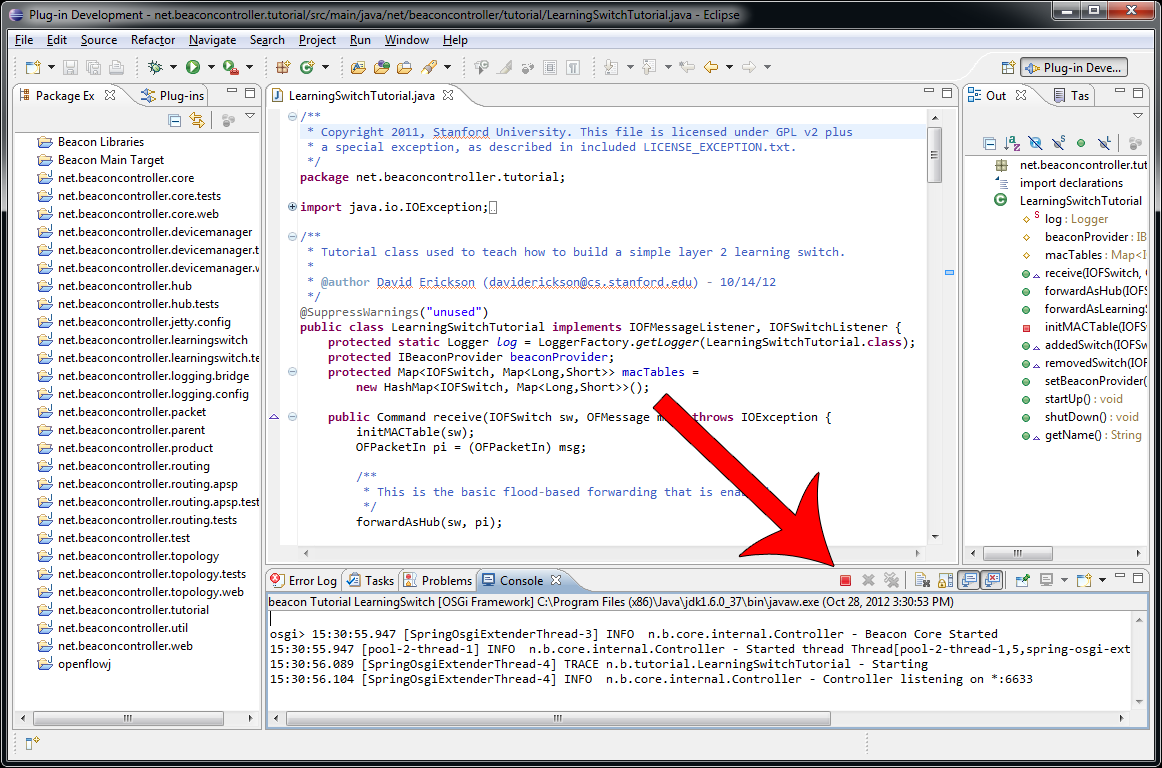 Plug-in Development - net.beaconcontroller.tutorial/src/main/java/net/beaconcontroller/tutorial/LearningSwitchTutorial.java - Eclipse
File Edit Source Refactor Navigate Search Project Run Window Help
Plug-in Deve...
Package Ex Plug-ins
Beacon Libraries
Beacon Main Target
net.beaconcontroller.core
net.beaconcontroller.core.tests
net.beaconcontroller.core.web
net.beaconcontroller.devicemanager
net.beaconcontroller.devicemanager.t
net.beaconcontroller.devicemanager.w
net.beaconcontroller.hub
net.beaconcontroller.hub.tests
net.beaconcontroller.jetty.config
net.beaconcontroller.learningswitch
net.beaconcontroller.learningswitch.te
net.beaconcontroller.logging.bridge
net.beaconcontroller.logging.config
net.beaconcontroller.packet
net.beaconcontroller.parent
net.beaconcontroller.product
net.beaconcontroller.routing
net.beaconcontroller.routing.apsp
net.beaconcontroller.routing.apsp.test
net.beaconcontroller.routing.tests
net.beaconcontroller.test
net.beaconcontroller.topology
net.beaconcontroller.topology.tests
net.beaconcontroller.topology.web
net.beaconcontroller.tutorial
net.beaconcontroller.util
net.beaconcontroller.web
openflowj
LearningSwitchTutorial.java
/**
* Copyright 2011, Stanford University. This file is licensed under GPL v2 plus
* a special exception, as described in included LICENSE_EXCEPTION.txt.
*/
package net.beaconcontroller.tutorial;
import java.io.IOException;
/**
* Tutorial class used to teach how to build a simple layer 2 learning switch.
*
* @author David Erickson (daviderickson@cs.stanford.edu) - 10/14/12
*/
@SuppressWarnings("unused")
public class LearningSwitchTutorial implements IOFMessageListener, IOFSwitchListener {
protected static Logger log = LoggerFactory.getLogger(LearningSwitchTutorial.class);
protected IBeaconProvider beaconProvider;
protected Map<IOFSwitch, Map<Long,Short>> macTables =
new HashMap<IOFSwitch, Map<Long,Short>>();
public Command receive(IOFSwitch sw, OFMessage throws IOException {
initMACTable(sw);
OFPacketIn pi = (OFPacketIn) msg;
/**
* This is the basic flood-based forwarding that is
*/
forwardAsHub(sw, pi);
Out Tas
net.beaconcontroller.tut
import declarations
LearningSwitchTutorial
S log : Logger
beaconProvider : IB
macTables : Map<I
receive(IOFSwitch, 
forwardAsHub(IOFS
forwardAsLearningS
initMACTable(IOFS
addedSwitch(IOFSw
removedSwitch(IOF
setBeaconProvider(
startUp() : void
shutDown() : void
getName() : String
Error Log Tasks Problems Console
beacon Tutorial LearningSwitch [OSGi Framework] C:\Program Files (x86)\Java\jdk1.6.0_37\bin\javaw.exe (Oct 28, 2012 3:30:53 PM)
osgi> 15:30:55.947 [SpringOsgiExtenderThread-3] INFO n.b.core.internal.Controller - Beacon Core Started
15:30:55.947 [pool-2-thread-1] INFO n.b.core.internal.Controller - Started thread Thread[pool-2-thread-1,5,spring-osgi-ext
15:30:56.089 [SpringOsgiExtenderThread-4] TRACE n.b.tutorial.LearningSwitchTutorial - Starting
15:30:56.104 [SpringOsgiExtenderThread-4] INFO n.b.core.internal.Controller - Controller listening on *:6633